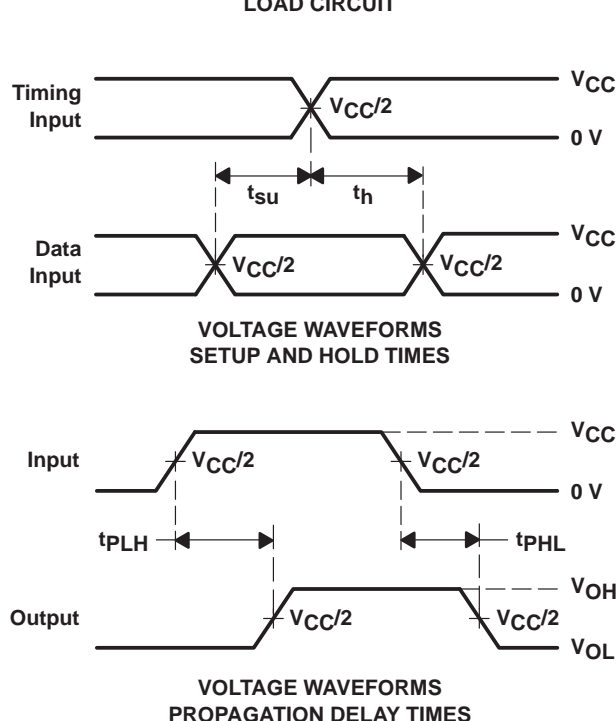 LOAD CIRCUIT
Timing
Input
VCC/2
VCC
0 V
tsu
th
Data
Input
VCC/2
VCC/2
VCC
0 V
VOLTAGE WAVEFORMS
SETUP AND HOLD TIMES
Input
VCC/2
VCC/2
VCC
0 V
tPLH
tPHL
Output
VCC/2
VCC/2
VOH
VOL
VOLTAGE WAVEFORMS
PROPAGATION DELAY TIMES